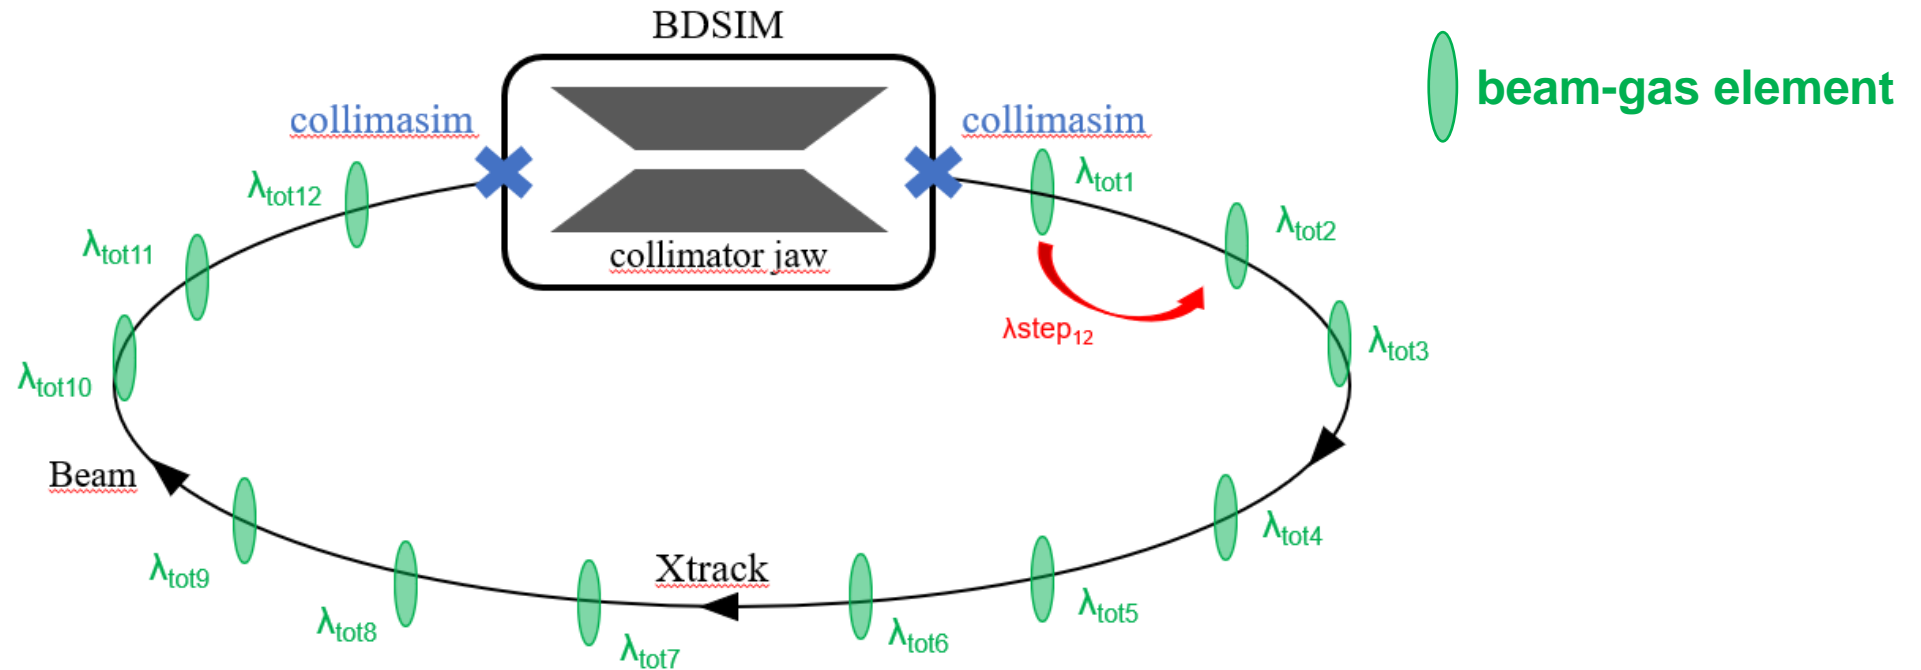 BDSIM
beam-gas element
collimasim
collimasim
λtot12
λtot1
λtot2
λtot11
collimator jaw
λstep12
λtot3
λtot10
Beam
λtot4
λtot9
Xtrack
λtot5
λtot8
λtot6
λtot7